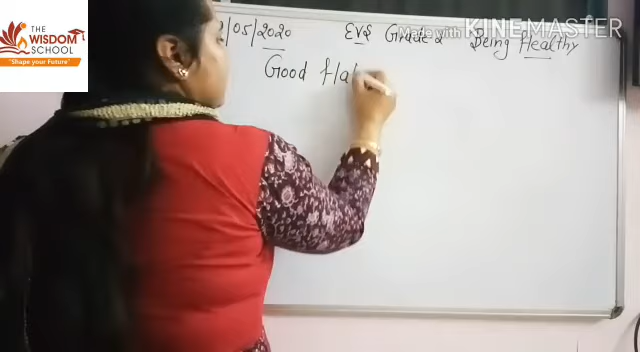 THE
WISDOM
SCHOOL
"Shape your Future"
Made with KINEMASTER
/05/2020 EVS Grade 2 Being Healthy
Good Hab